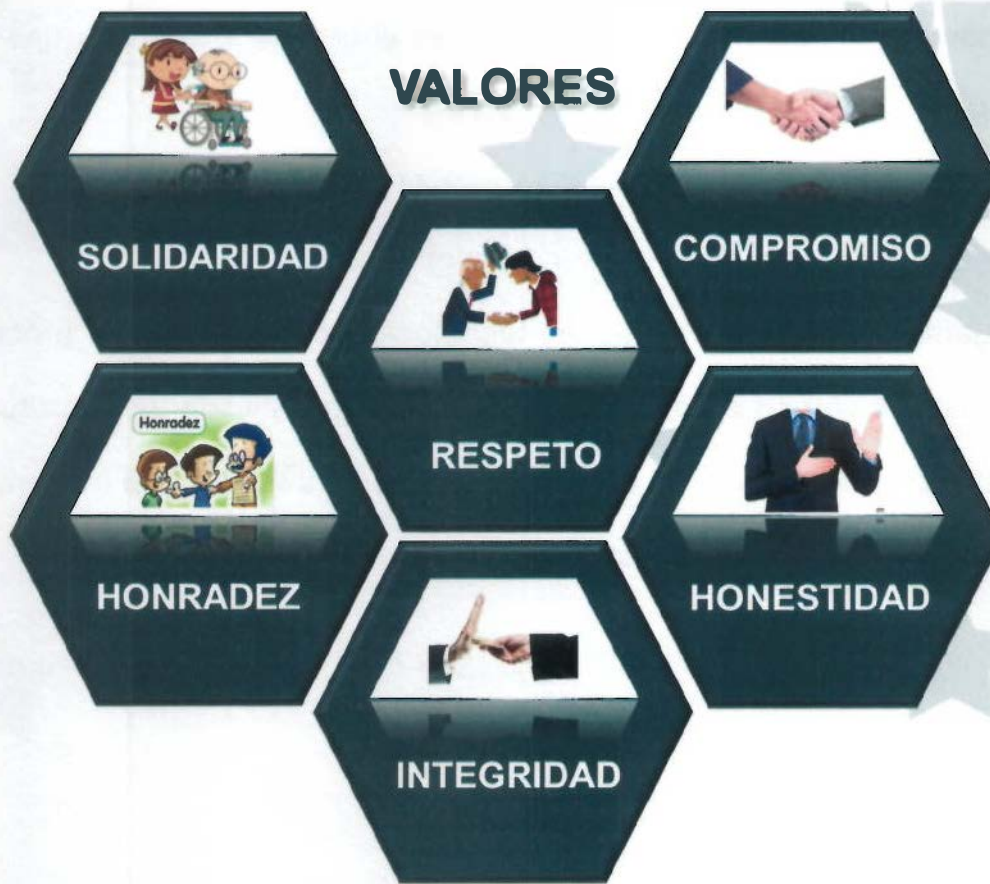 VALORES
SOLIDARIDAD
COMPROMISO
RESPETO
Honradez
HONRADEZ
HONESTIDAD
INTEGRIDAD